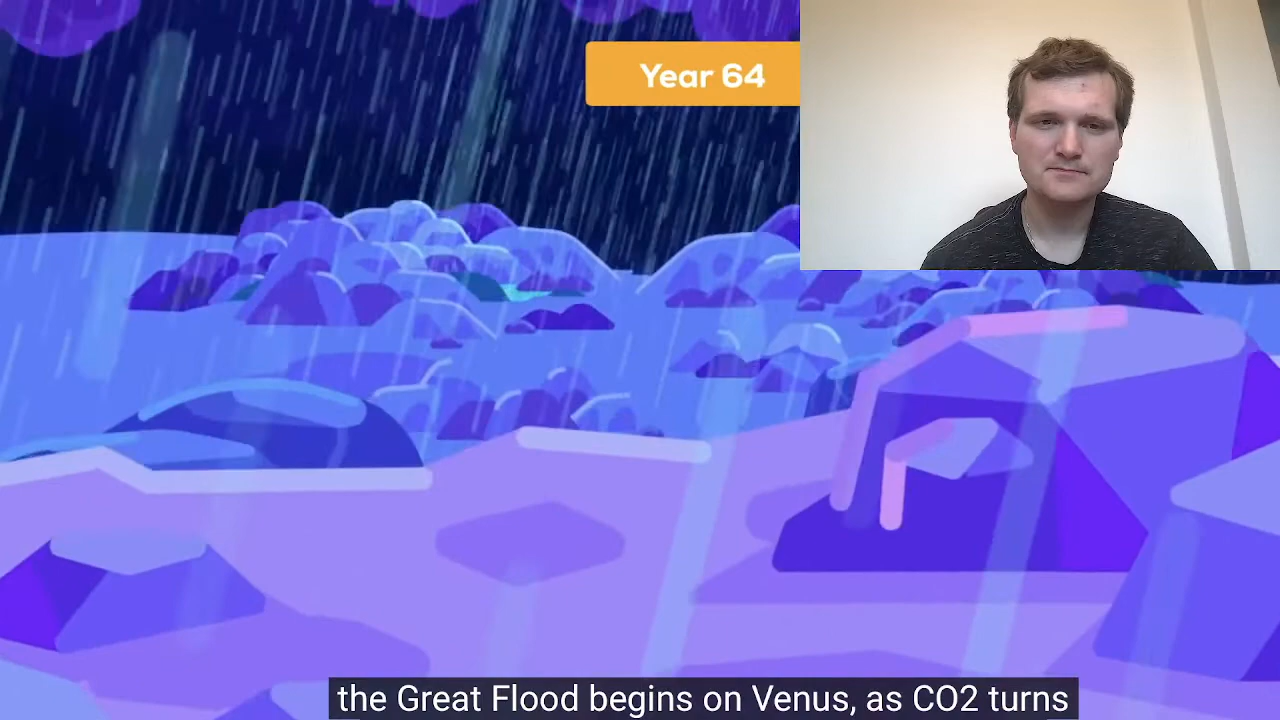 Year 64
the Great Flood begins on Venus, as CO2 turns